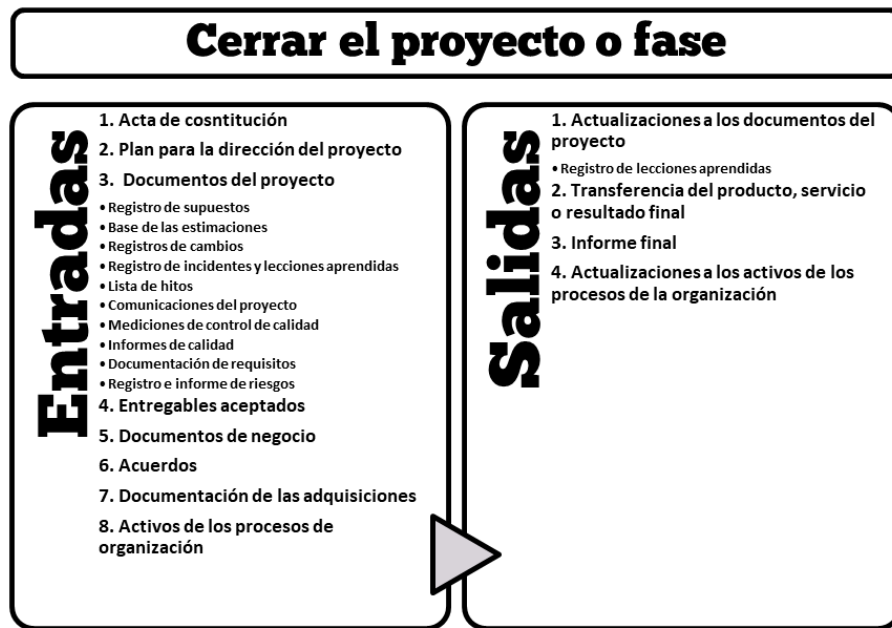 Cerrar el proyecto o fase
Entradas
1. Acta de cosntitución
2. Plan para la dirección del proyecto
3. Documentos del proyecto
• Registro de supuestos
• Base de las estimaciones
• Registros de cambios
• Registro de incidentes y lecciones aprendidas
• Lista de hitos
• Comunicaciones del proyecto
• Mediciones de control de calidad
• Informes de calidad
• Documentación de requisitos
• Registro e informe de riesgos
4. Entregables aceptados
5. Documentos de negocio
6. Acuerdos
7. Documentación de las adquisiciones
8. Activos de los procesos de
organización
Salidas
1. Actualizaciones a los documentos del
proyecto
• Registro de lecciones aprendidas
2. Transferencia del producto, servicio
o resultado final
3. Informe final
4. Actualizaciones a los activos de los
procesos de la organización